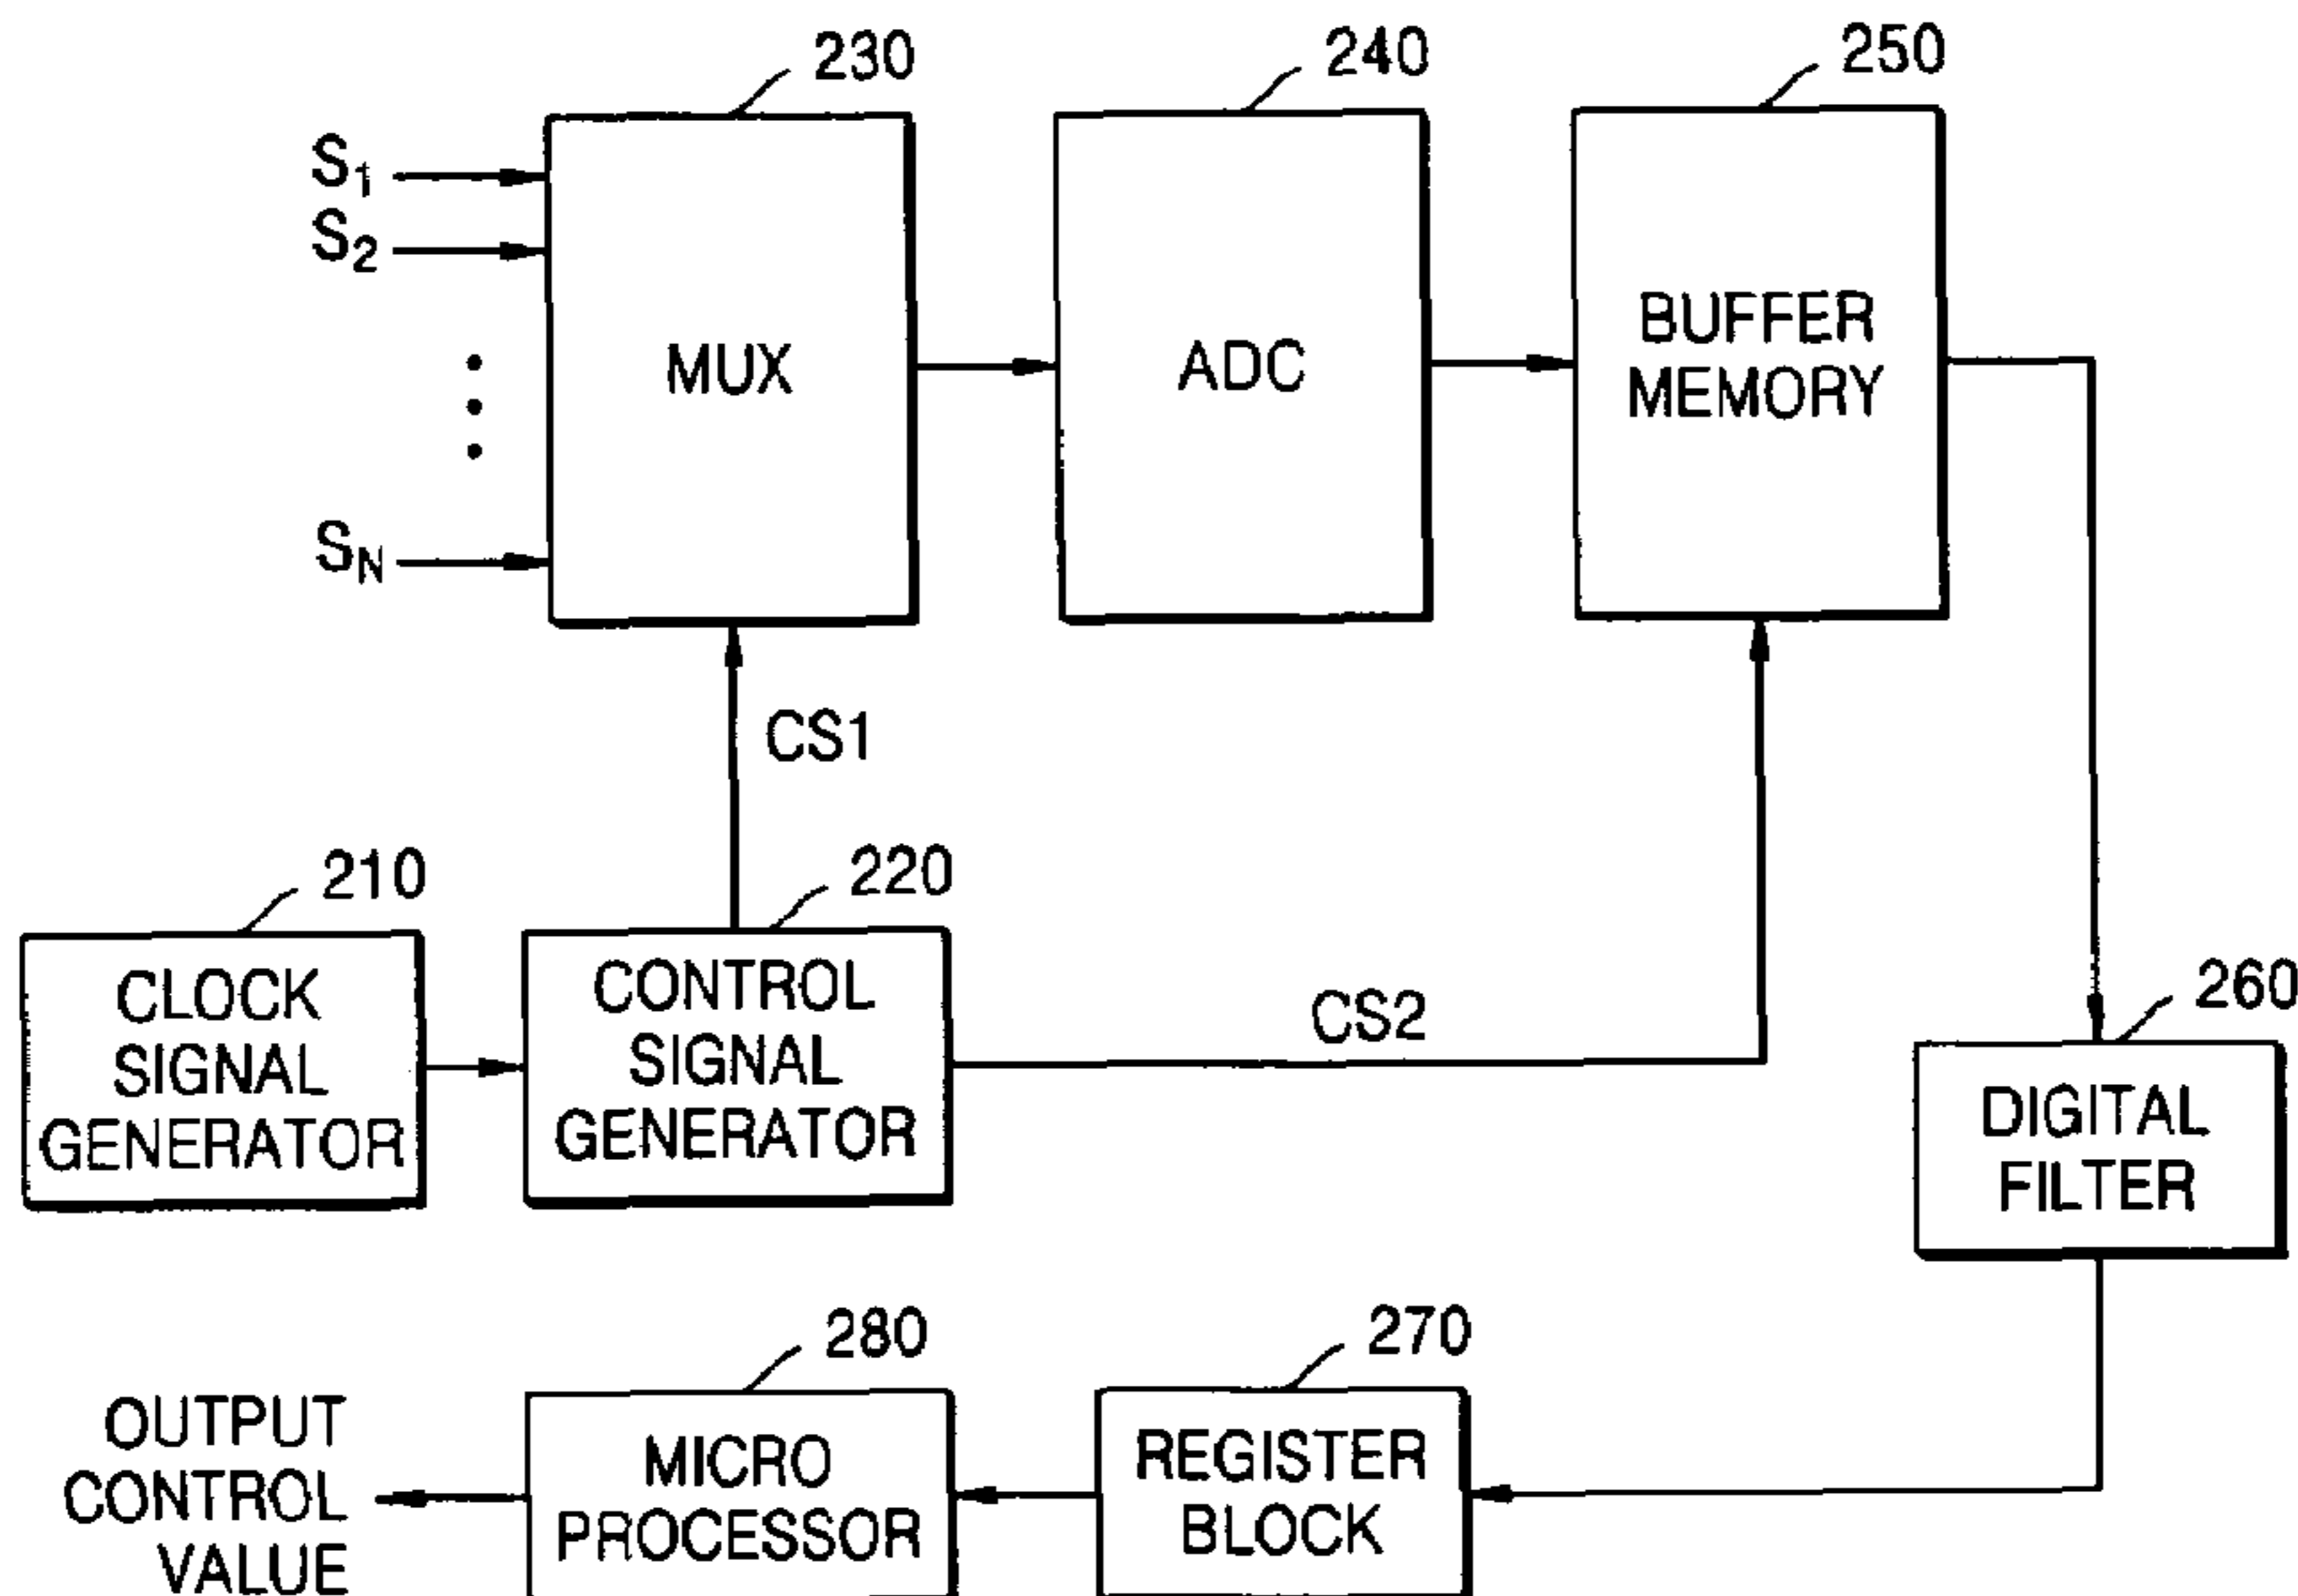 230
240
250
S1
S2
SN
MUX
ADC
BUFFER
MEMORY
CS1
210
220
CLOCK
SIGNAL
GENERATOR
CONTROL
SIGNAL
GENERATOR
CS2
260
DIGITAL
FILTER
280
270
OUTPUT
CONTROL
VALUE
MICRO
PROCESSOR
REGISTER
BLOCK